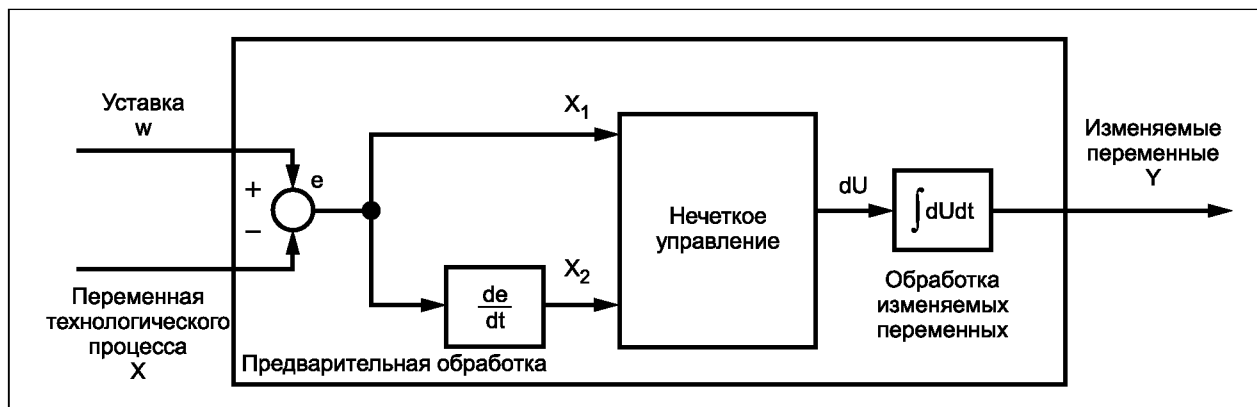 Уставка
w
+
−
e
X1
Нечеткое
управление
dU
∫dUdt
Изменяемые
переменные
Y
X2
de
dt
Обработка
изменяемых
переменных
Переменная
технологического
процесса
X
Предварительная обработка